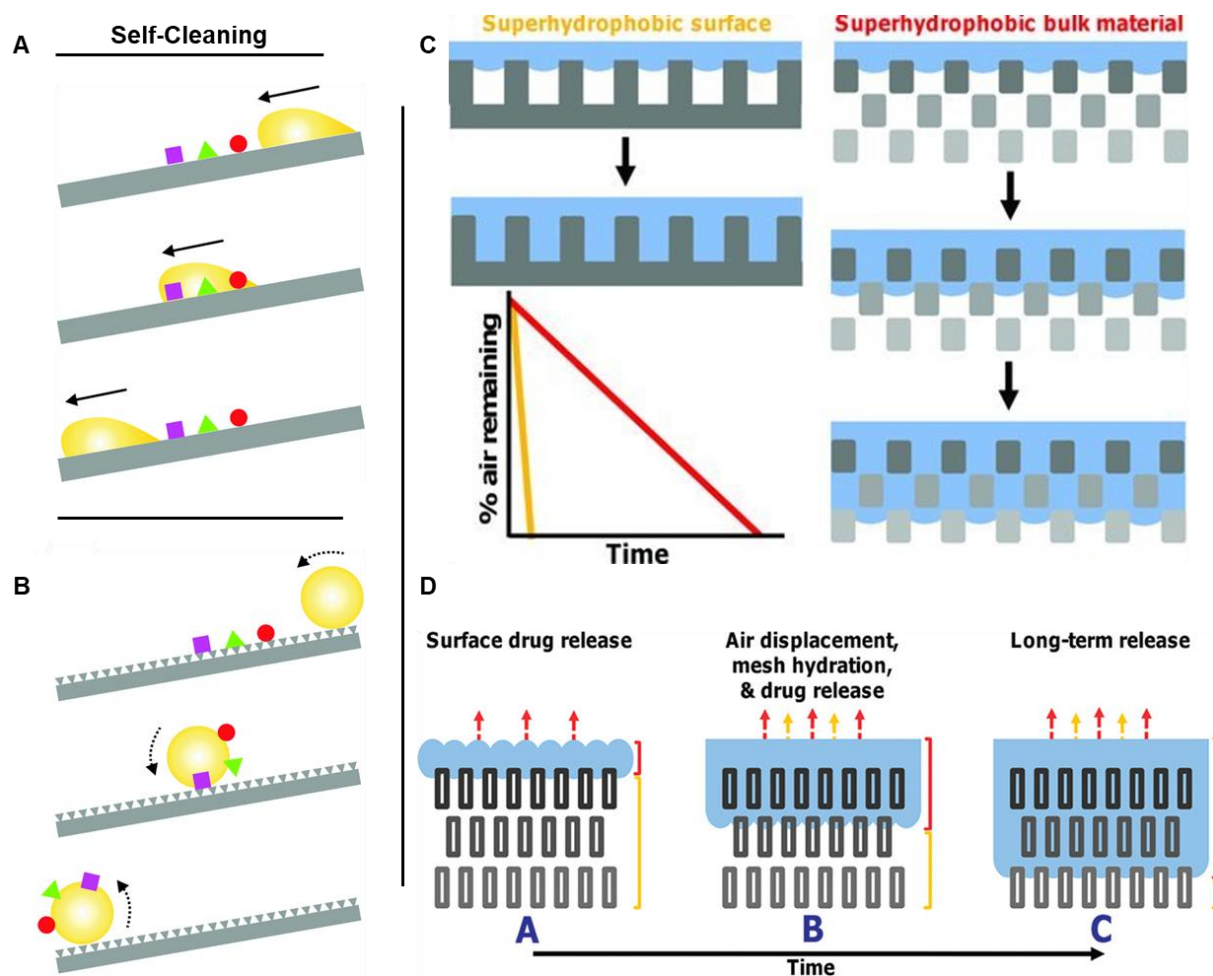 A
Self-Cleaning
B
C
Superhydrophobic surface
Superhydrophobic bulk material
% air remaining
Time
D
Surface drug release
Air displacement,
mesh hydration,
& drug release
Long-term release
A
B
C
Time